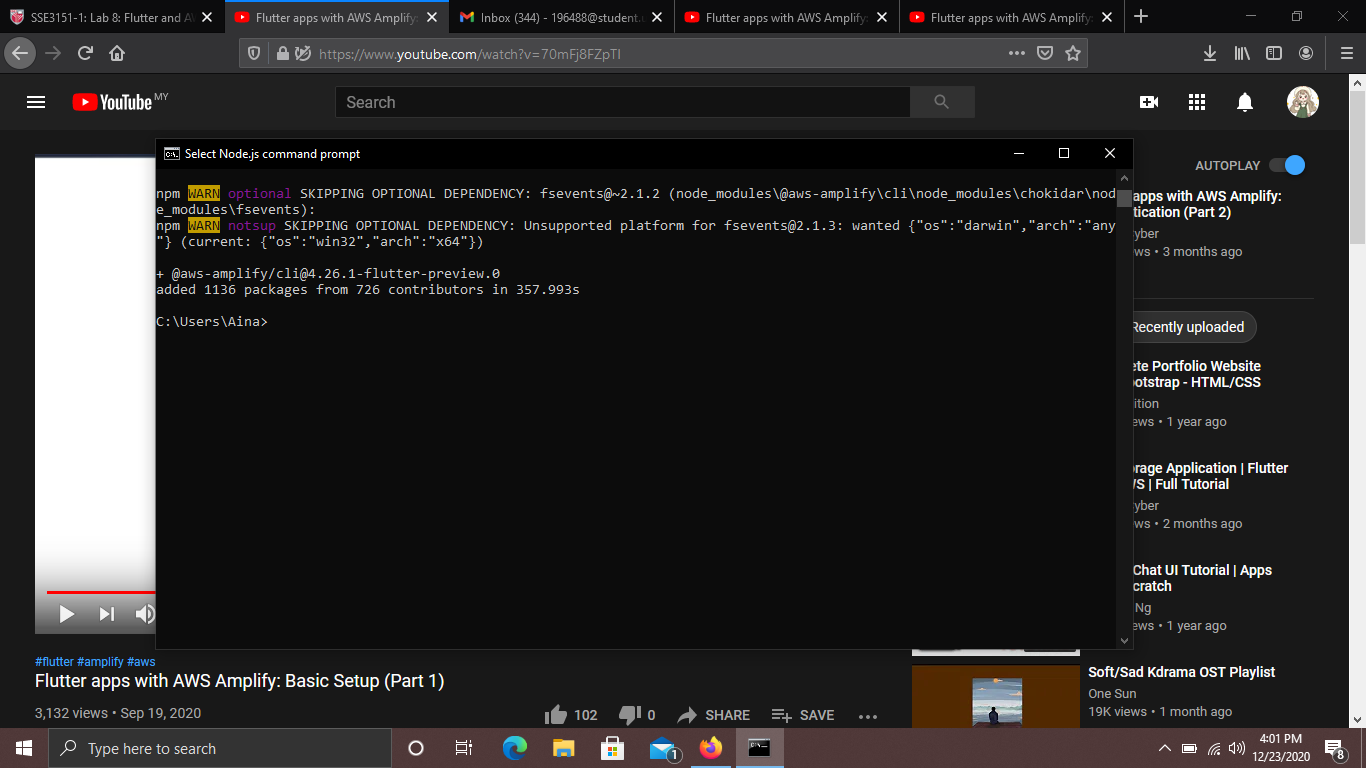 SSE3151-1: Lab 8: Flutter and AW
Flutter apps with AWS Amplify:
Inbox (344) - 196488@student.
Flutter apps with AWS Amplify:
Flutter apps with AWS Amplify:
https://www.youtube.com/watch?v=70mFj8FZpTI
YouTube MY
Search
Select Node.js command prompt
AUTOPLAY
npm WARN optional SKIPPING OPTIONAL DEPENDENCY: fsevents@~2.1.2 (node_modules\@aws-amplify\cli\node_modules\chokidar\nod
e_modules\fsevents):
npm WARN notsup SKIPPING OPTIONAL DEPENDENCY: Unsupported platform for fsevents@2.1.3: wanted {"os":"darwin","arch":"any
"} (current: {"os":"win32","arch":"x64"})
+ @aws-amplify/cli@4.26.1-flutter-preview.0
added 1136 packages from 726 contributors in 357.993s
C:\Users\Aina>
apps with AWS Amplify:
tication (Part 2)
yber
ws • 3 months ago
Recently uploaded
ete Portfolio Website
ootstrap - HTML/CSS
ition
ews • 1 year ago
orage Application | Flutter
VS | Full Tutorial
yber
ws • 2 months ago
Chat UI Tutorial | Apps
cratch
Ng
ews • 1 year ago
Soft/Sad Kdrama OST Playlist
One Sun
19K views • 1 month ago
#flutter #amplify #aws
Flutter apps with AWS Amplify: Basic Setup (Part 1)
3,132 views • Sep 19, 2020
102
0
SHARE
SAVE
Type here to search
1
4:01 PM
12/23/2020
8